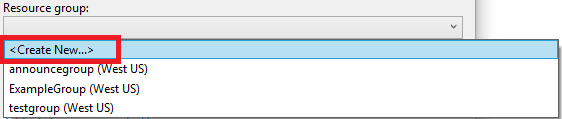 Resource group:
<Create New...>
announcegroup (West US)
ExampleGroup (West US)
testgroup (West US)